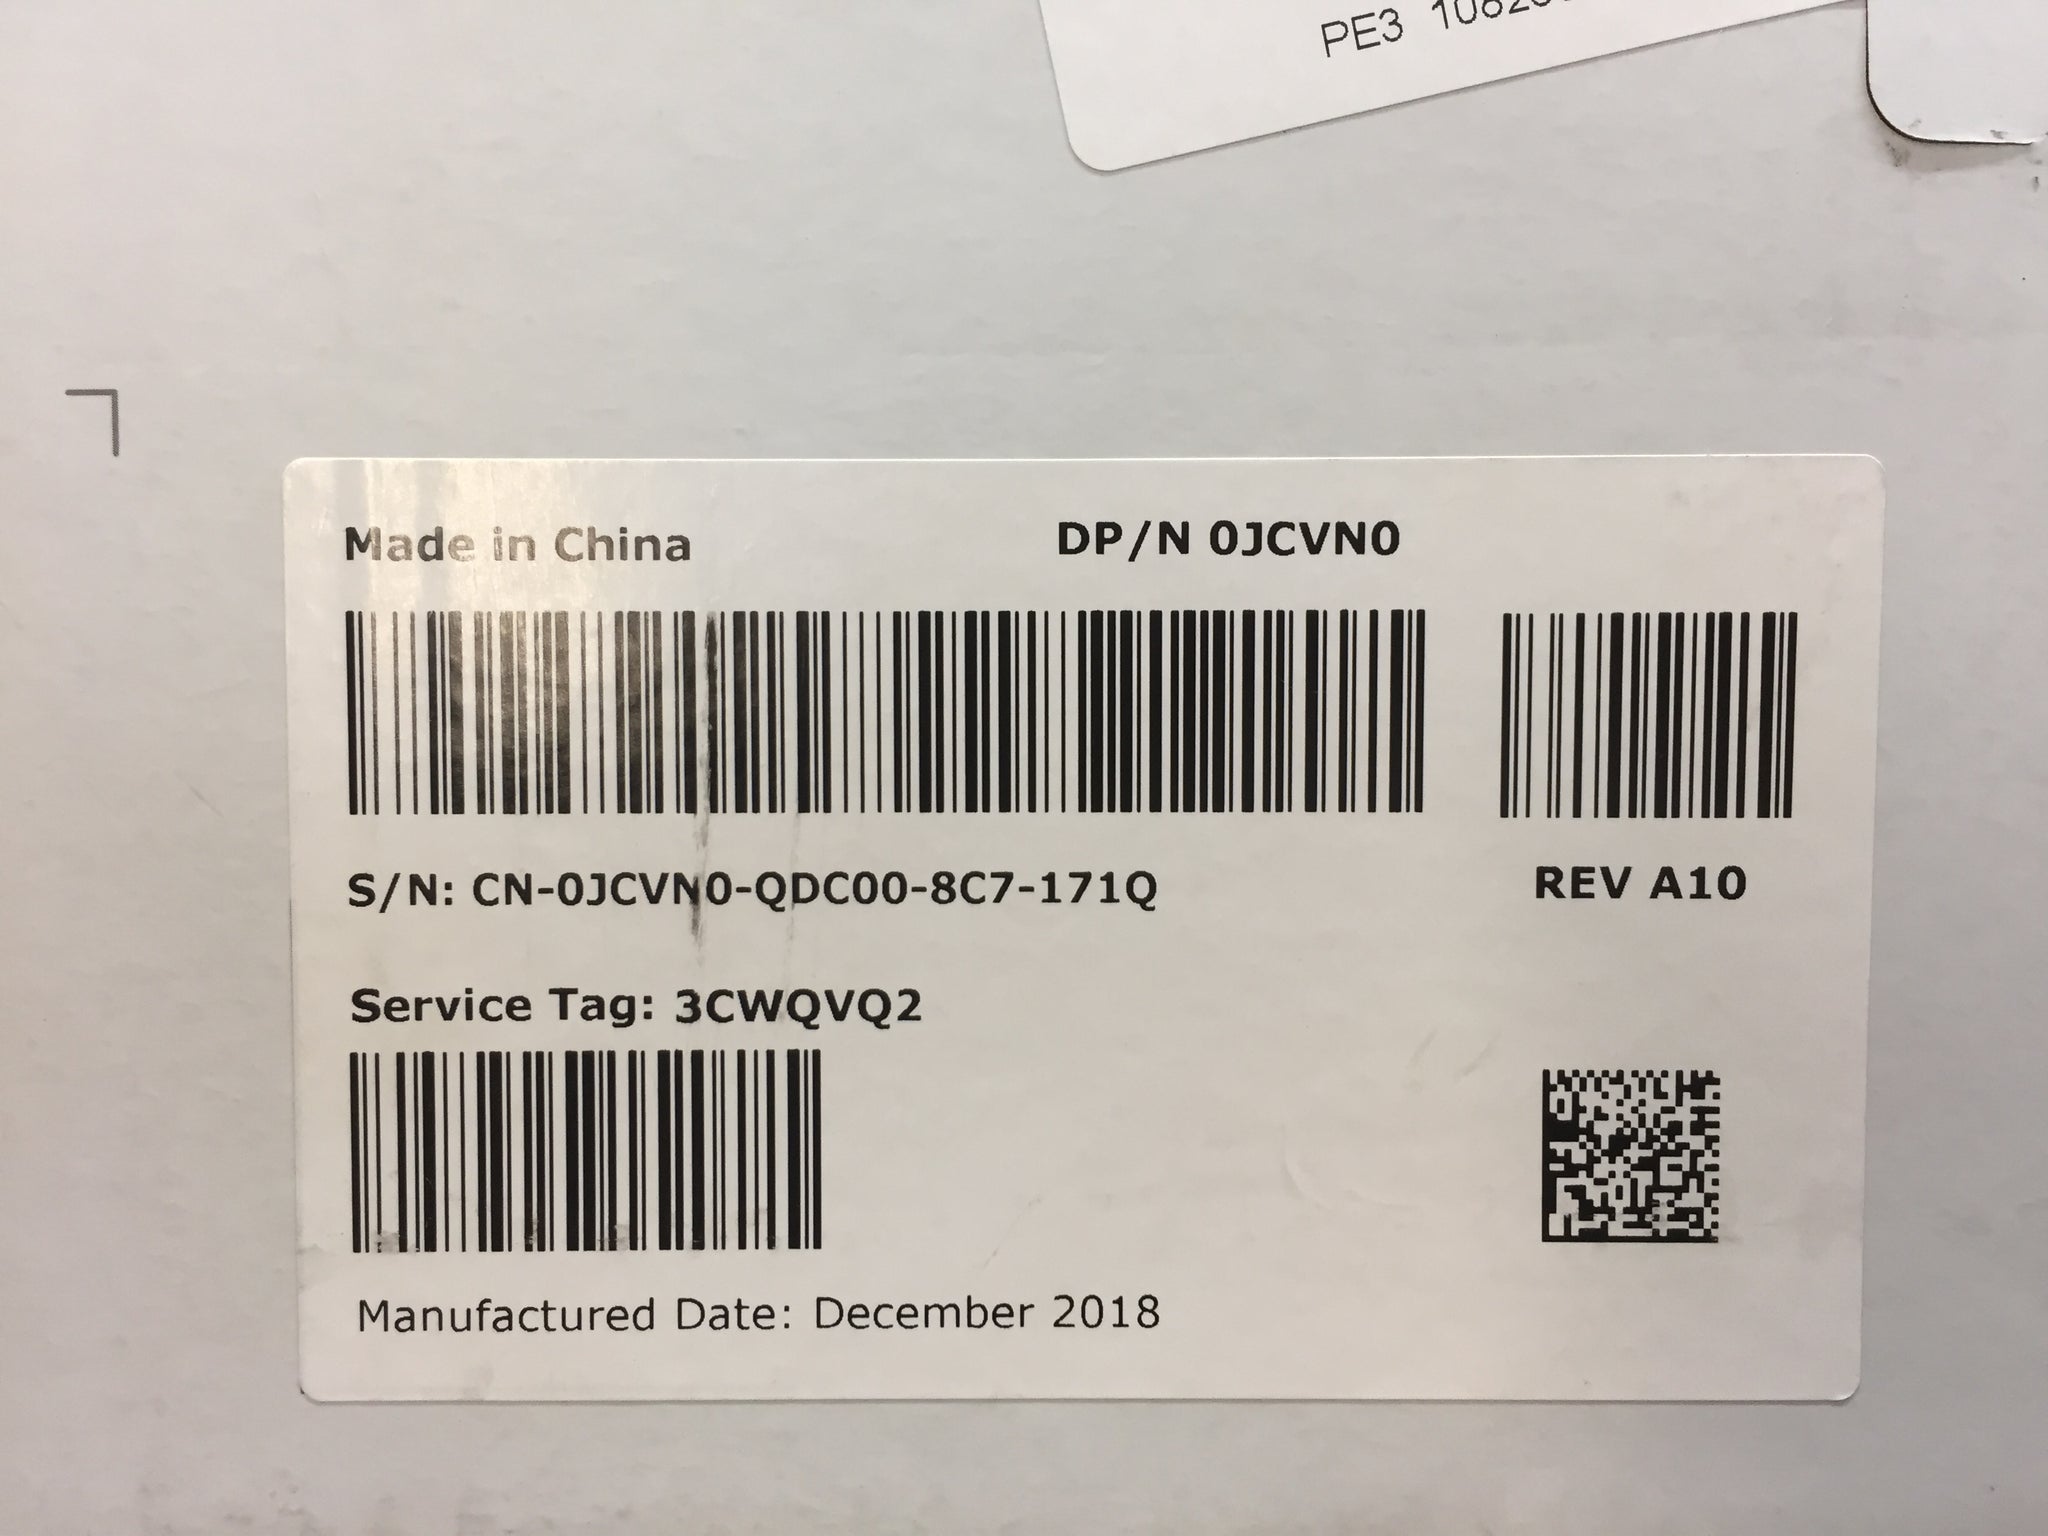 PE3
Made in China
DP/N 0JCVN0
S/N: CN-0JCVN0-QDC00-8C7-171Q
REV A10
Service Tag: 3CWQVQ2
Manufactured Date: December 2018